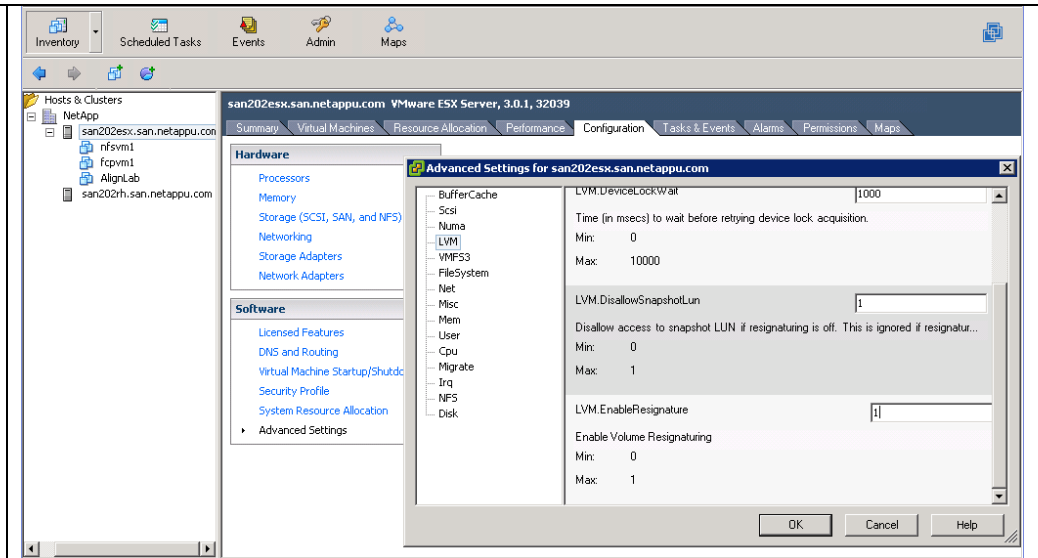 Inventory
Scheduled Tasks
Events
Admin
Maps
Hosts & Clusters
NetApp
san202esx.san.netappu.con
nfsvm1
fcpvm1
AlignLab
san202rh.san.netappu.com
san202esx.san.netappu.com VMware ESX Server, 3.0.1, 32039
Summary Virtual Machines Resource Allocation Performance Configuration Tasks & Events Alarms Permissions Maps
Hardware
Processors
Memory
Storage (SCSI, SAN, and NFS)
Networking
Storage Adapters
Network Adapters
Software
Licensed Features
DNS and Routing
Virtual Machine Startup/Shutdo
Security Profile
System Resource Allocation
Advanced Settings
Advanced Settings for san202esx.san.netappu.com
BufferCache
Scsi
Numa
LVM
VMFS3
FileSystem
Net
Misc
Mem
User
Cpu
Migrate
Irq
NFS
Disk
LVM.DeviceLockWait 1000
Time (in msecs) to wait before retrying device lock acquisition.
Min: 0
Max: 10000
LVM.DisallowSnapshotLun 1
Disallow access to snapshot LUN if resignaturing is off. This is ignored if resignatur...
Min: 0
Max: 1
LVM.EnableResignature 1
Enable Volume Resignaturing
Min: 0
Max: 1
OK Cancel Help